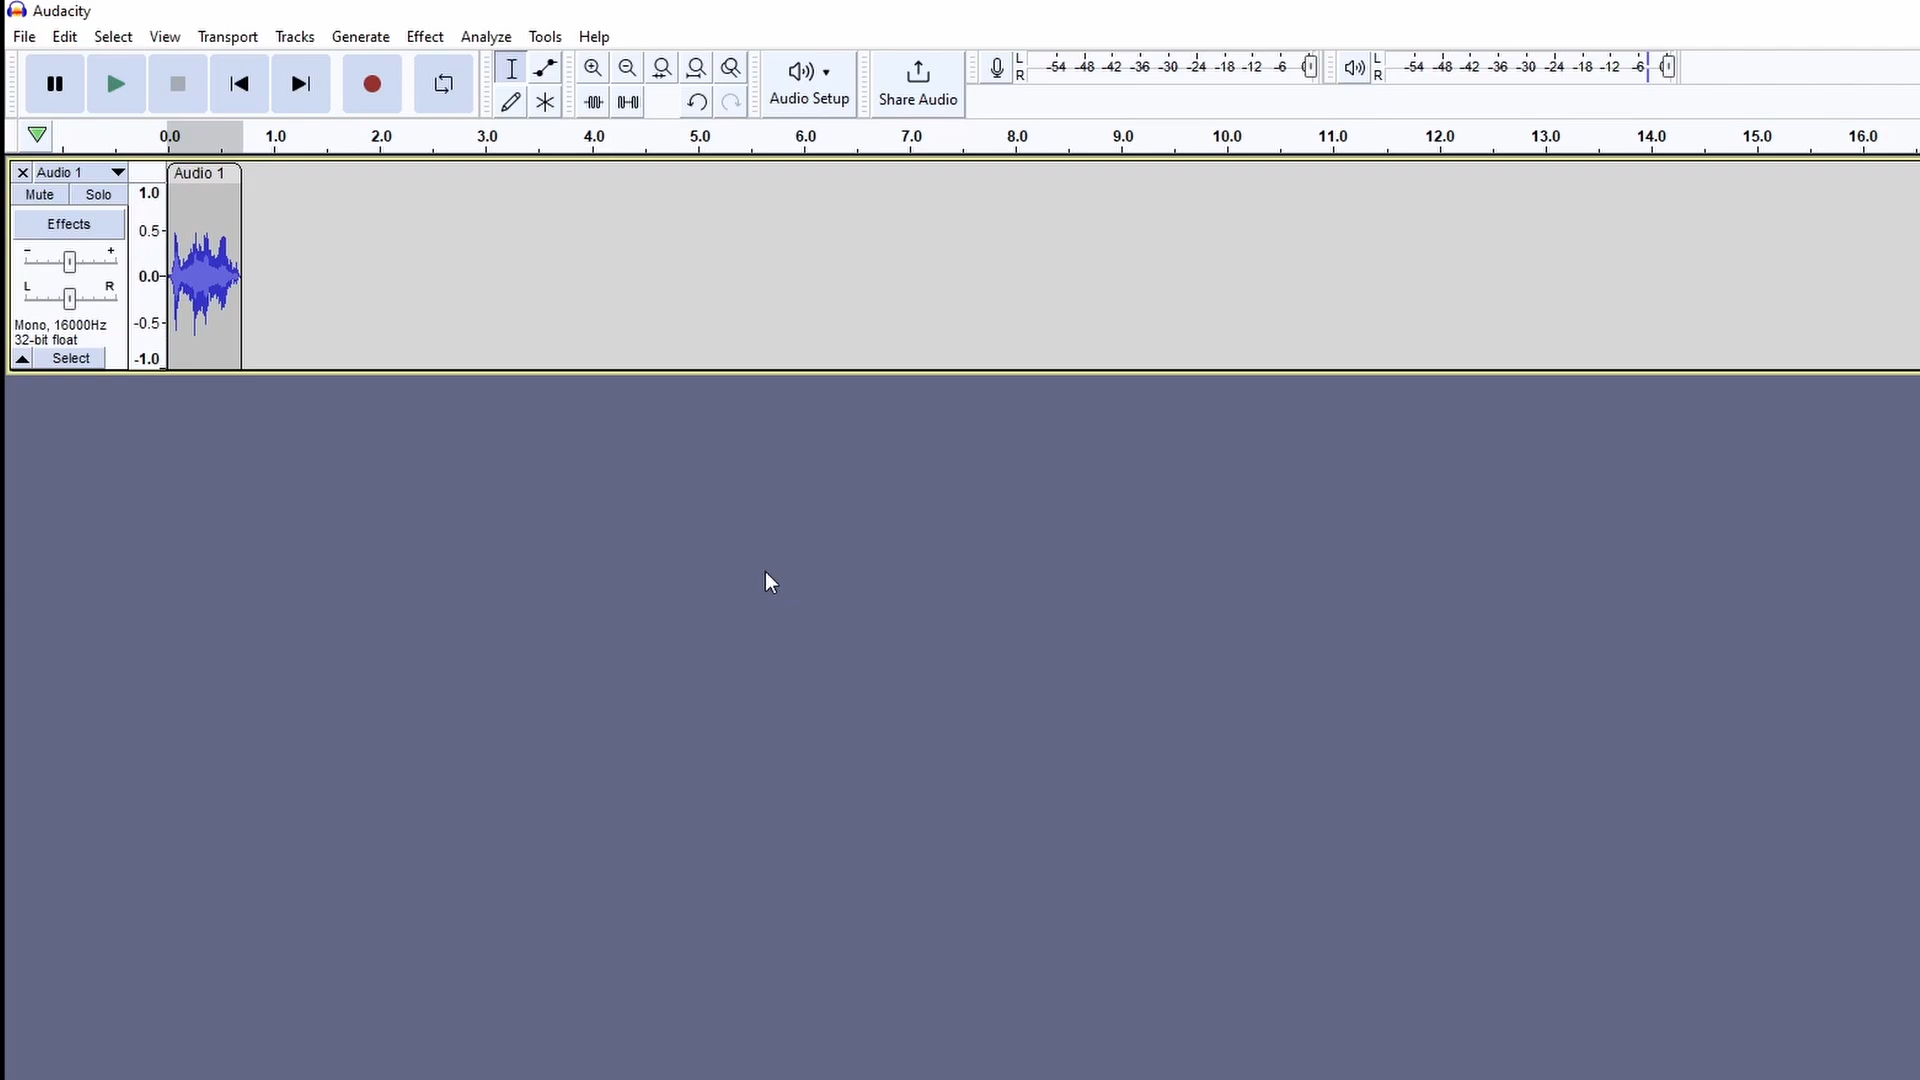 Audacity
File Edit Select View Transport Tracks Generate Effect Analyze Tools Help
Audio Setup
Share Audio
L
R
-54 -48 -42 -36 -30 -24 -18 -12 -6
L
R
-54 -48 -42 -36 -30 -24 -18 -12 -6
0.0 1.0 2.0 3.0 4.0 5.0 6.0 7.0 8.0 9.0 10.0 11.0 12.0 13.0 14.0 15.0 16.0
Audio 1
Mute Solo
Effects
- +
L R
Mono, 16000Hz
32-bit float
Select
1.0
0.5
0.0
-0.5
-1.0
Audio 1